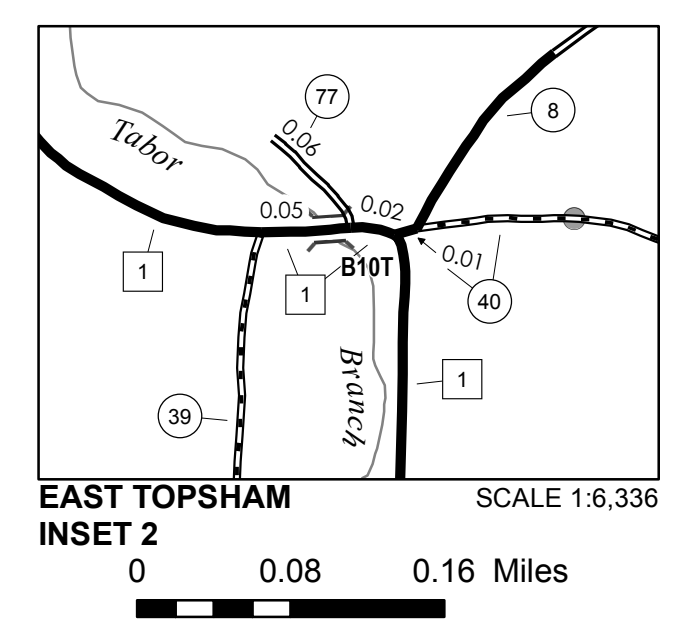 77
8
Tabor
0.06
0.05
0.02
0.01
1
1
B10T
40
Branch
1
39
EAST TOPSHAM
SCALE 1:6,336
INSET 2
0 0.08 0.16 Miles